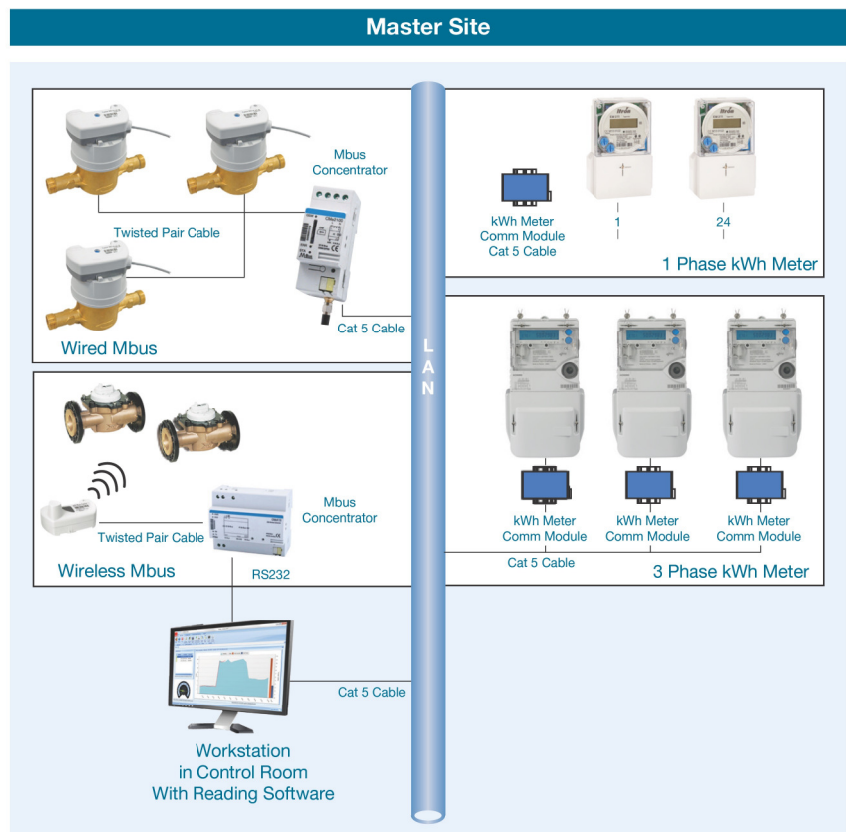 Master Site
Mbus
Concentrator
Twisted Pair Cable
Cat 5 Cable
Wired Mbus
kWh Meter
Comm Module
Cat 5 Cable
1
24
1 Phase kWh Meter
L
A
N
Mbus
Concentrator
Twisted Pair Cable
Wireless Mbus
RS232
kWh Meter
Comm Module
kWh Meter
Comm Module
kWh Meter
Comm Module
Cat 5 Cable
3 Phase kWh Meter
Cat 5 Cable
Workstation
in Control Room
With Reading Software